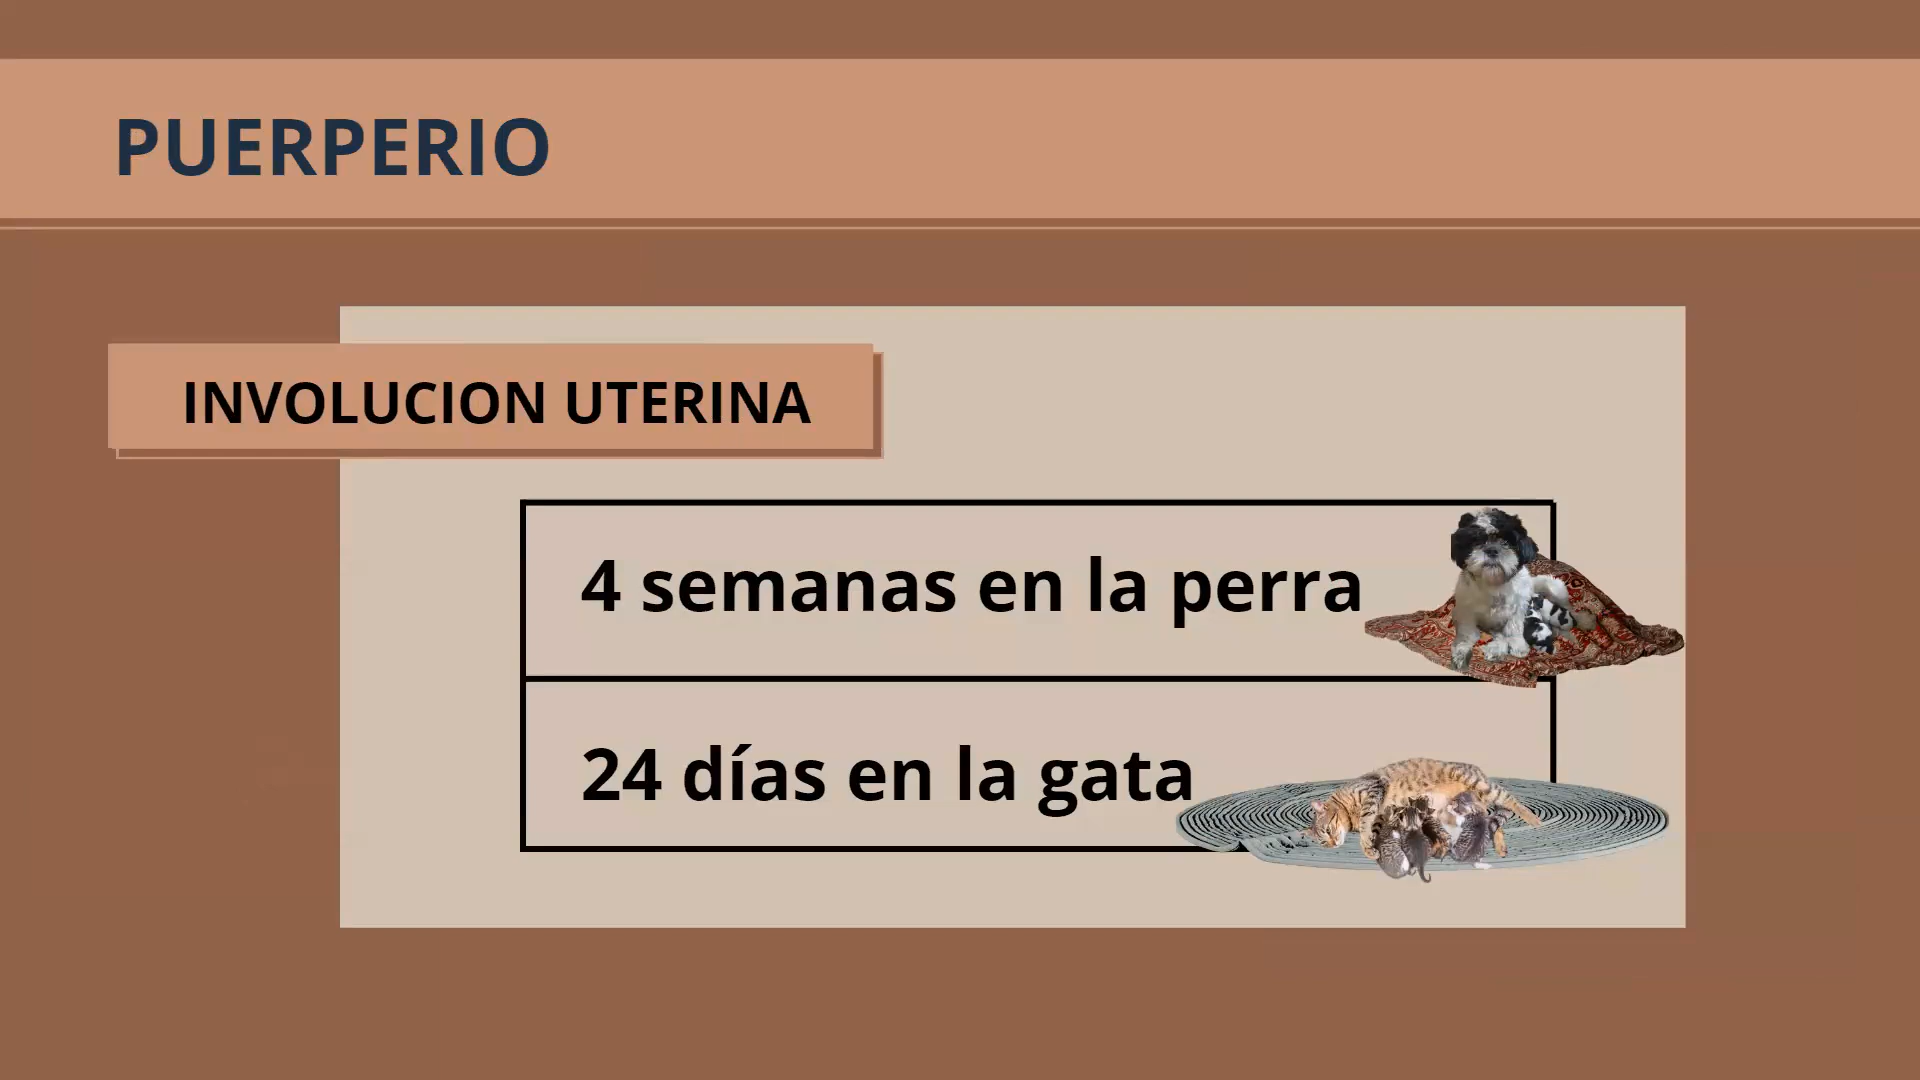 PUERPERIO
INVOLUCION UTERINA
4 semanas en la perra
24 días en la gata